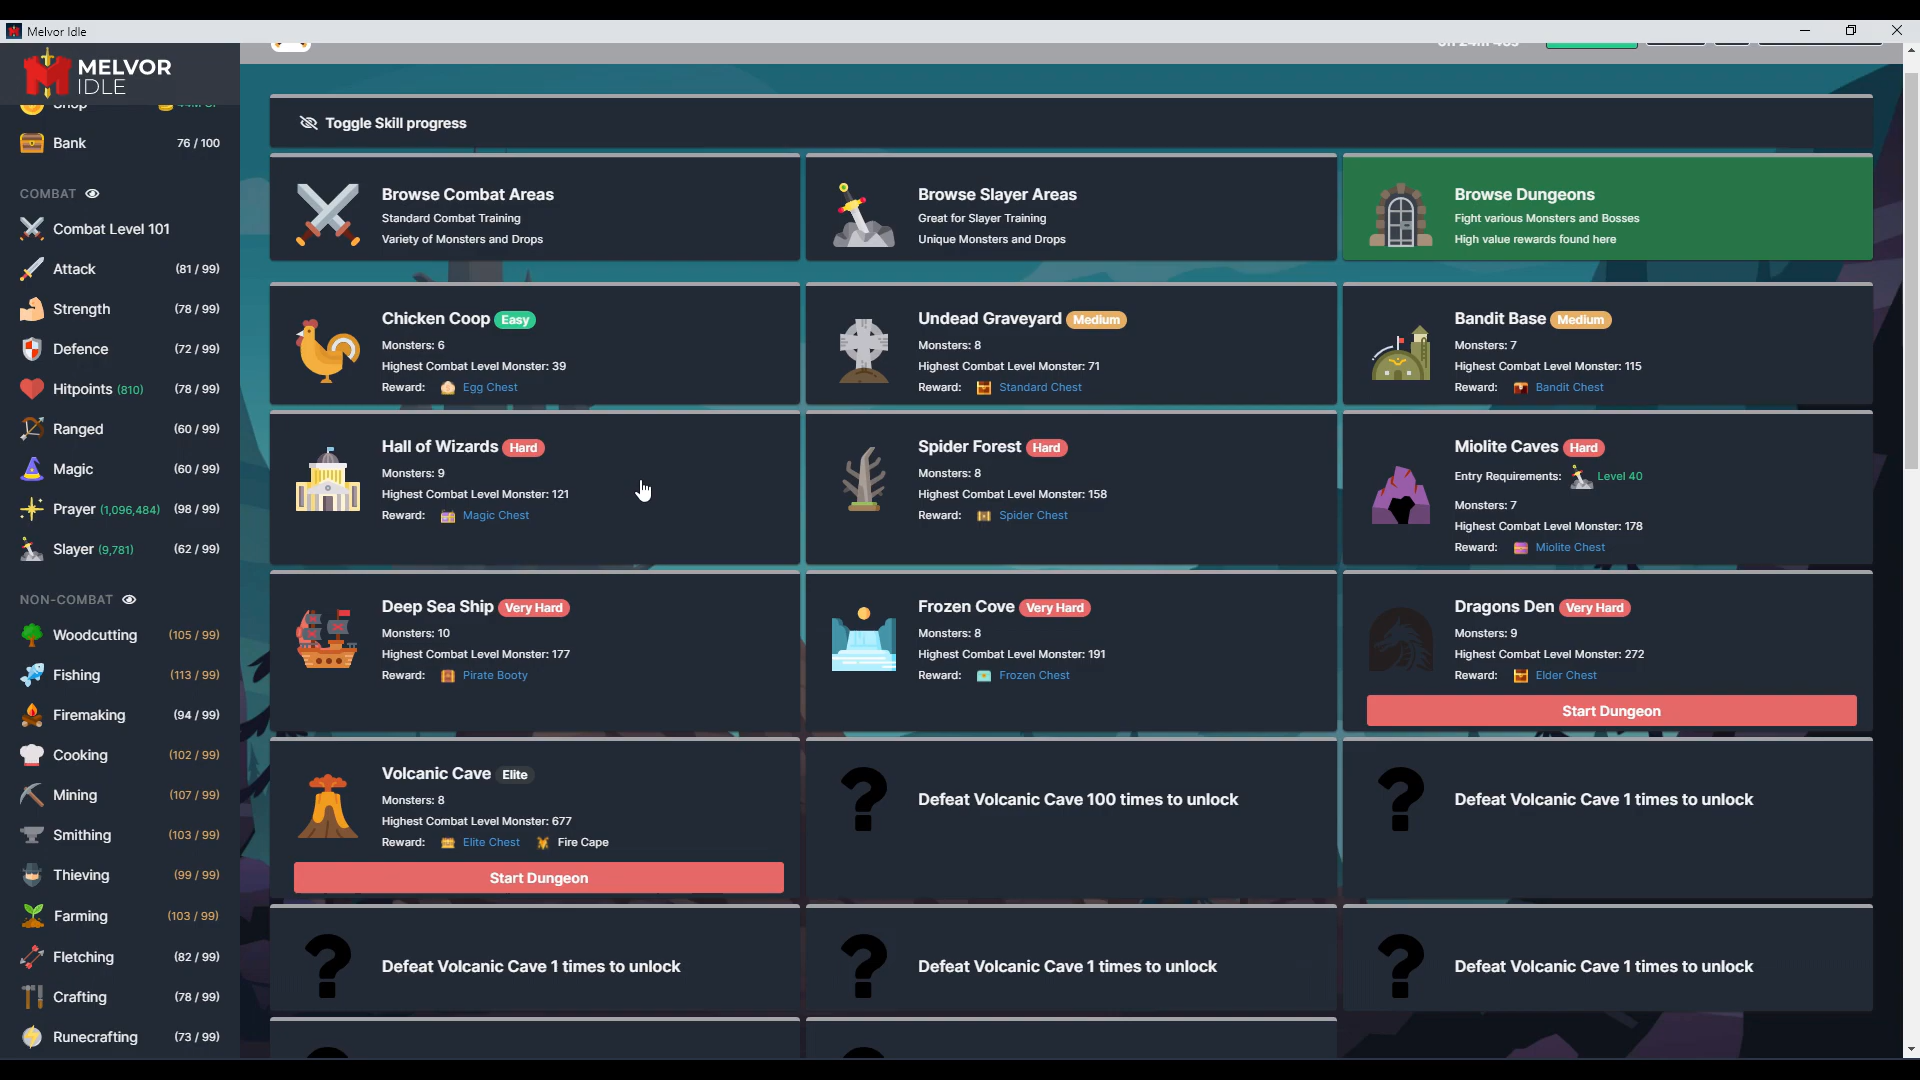 Melvor Idle
MELVOR
IDLE
Shop
Bank 76 / 100
COMBAT
Combat Level 101
Attack (81 / 99)
Strength (78 / 99)
Defence (72 / 99)
Hitpoints (810) (78 / 99)
Ranged (60 / 99)
Magic (60 / 99)
Prayer (1,096,484) (98 / 99)
Slayer (9,781) (62 / 99)
NON-COMBAT
Woodcutting (105 / 99)
Fishing (113 / 99)
Firemaking (94 / 99)
Cooking (102 / 99)
Mining (107 / 99)
Smithing (103 / 99)
Thieving (99 / 99)
Farming (103 / 99)
Fletching (82 / 99)
Crafting (78 / 99)
Runecrafting (73 / 99)
Toggle Skill progress
Browse Combat Areas
Standard Combat Training
Variety of Monsters and Drops
Browse Slayer Areas
Great for Slayer Training
Unique Monsters and Drops
Browse Dungeons
Fight various Monsters and Bosses
High value rewards found here
Chicken Coop Easy
Monsters: 6
Highest Combat Level Monster: 39
Reward: Egg Chest
Undead Graveyard Medium
Monsters: 8
Highest Combat Level Monster: 71
Reward: Standard Chest
Bandit Base Medium
Monsters: 7
Highest Combat Level Monster: 115
Reward: Bandit Chest
Hall of Wizards Hard
Monsters: 9
Highest Combat Level Monster: 121
Reward: Magic Chest
Spider Forest Hard
Monsters: 8
Highest Combat Level Monster: 158
Reward: Spider Chest
Miolite Caves Hard
Entry Requirements: Level 40
Monsters: 7
Highest Combat Level Monster: 178
Reward: Miolite Chest
Deep Sea Ship Very Hard
Monsters: 10
Highest Combat Level Monster: 177
Reward: Pirate Booty
Frozen Cove Very Hard
Monsters: 8
Highest Combat Level Monster: 191
Reward: Frozen Chest
Dragons Den Very Hard
Monsters: 9
Highest Combat Level Monster: 272
Reward: Elder Chest
Start Dungeon
Volcanic Cave Elite
Monsters: 8
Highest Combat Level Monster: 677
Reward: Elite Chest Fire Cape
Start Dungeon
? Defeat Volcanic Cave 100 times to unlock
? Defeat Volcanic Cave 1 times to unlock
? Defeat Volcanic Cave 1 times to unlock
? Defeat Volcanic Cave 1 times to unlock
? Defeat Volcanic Cave 1 times to unlock